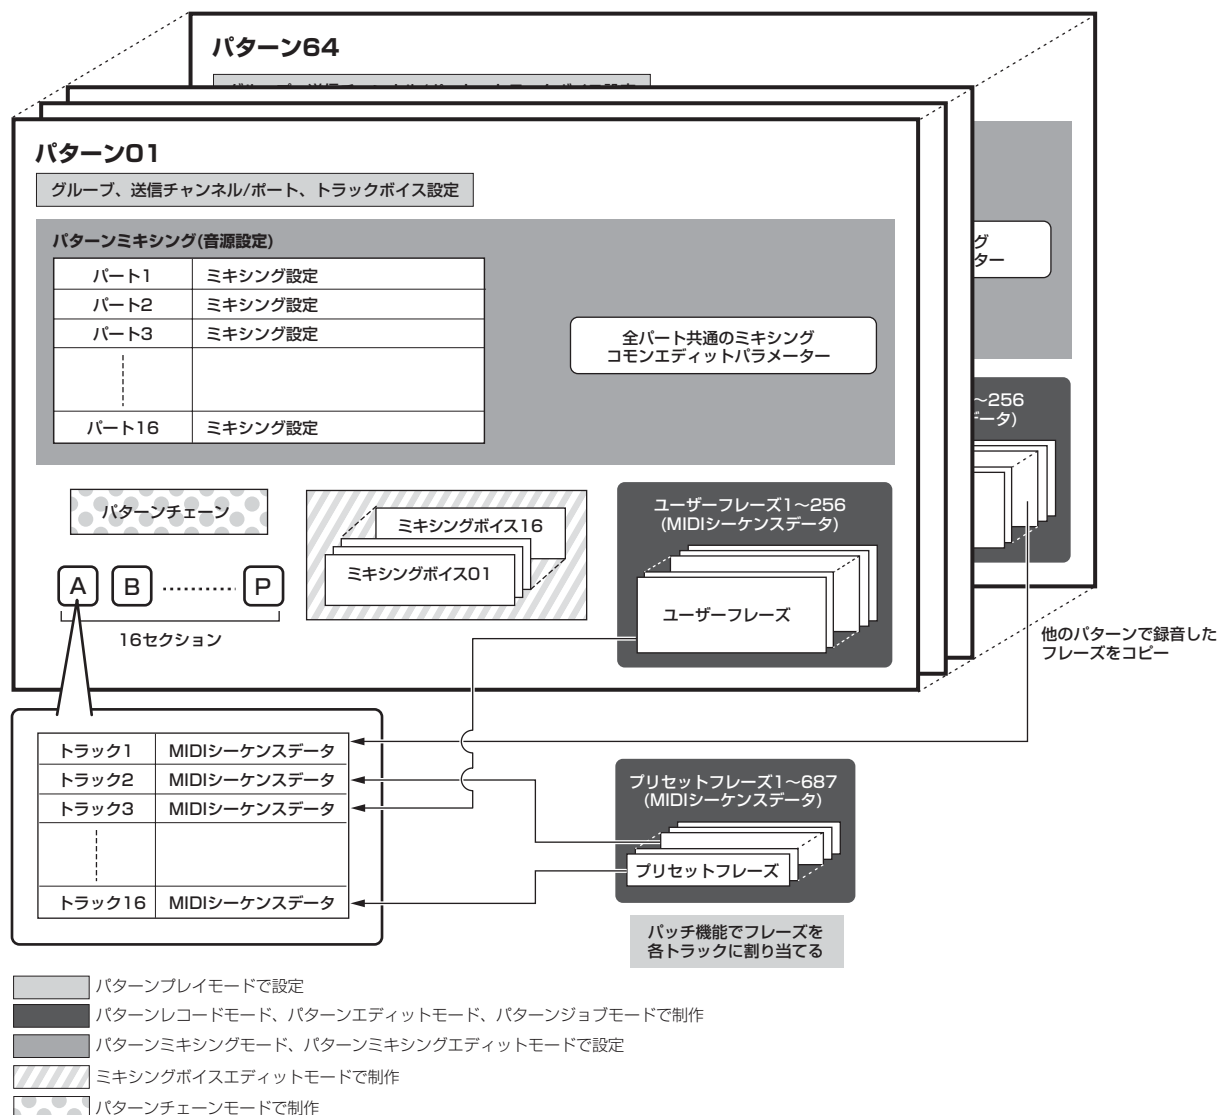 パターン64
パターン01
グルーブ、送信チャンネル/ポート、トラックボイス設定
パターンミキシング(音源設定)
パート1 ミキシング設定
パート2 ミキシング設定
パート3 ミキシング設定
パート16 ミキシング設定
全パート共通のミキシング
コモンエディットパラメーター
グ
ター
～256
データ)
パターンチェーン
ミキシングボイス16
ミキシングボイス01
ユーザーフレーズ1～256
(MIDIシーケンスデータ)
ユーザーフレーズ
A B ………… P
16セクション
他のパターンで録音した
フレーズをコピー
トラック1 MIDIシーケンスデータ
トラック2 MIDIシーケンスデータ
トラック3 MIDIシーケンスデータ
トラック16 MIDIシーケンスデータ
プリセットフレーズ1～687
(MIDIシーケンスデータ)
プリセットフレーズ
パッチ機能でフレーズを
各トラックに割り当てる
パターンプレイモードで設定
パターンレコードモード、パターンエディットモード、パターンジョブモードで制作
パターンミキシングモード、パターンミキシングエディットモードで設定
ミキシングボイスエディットモードで制作
パターンチェーンモードで制作